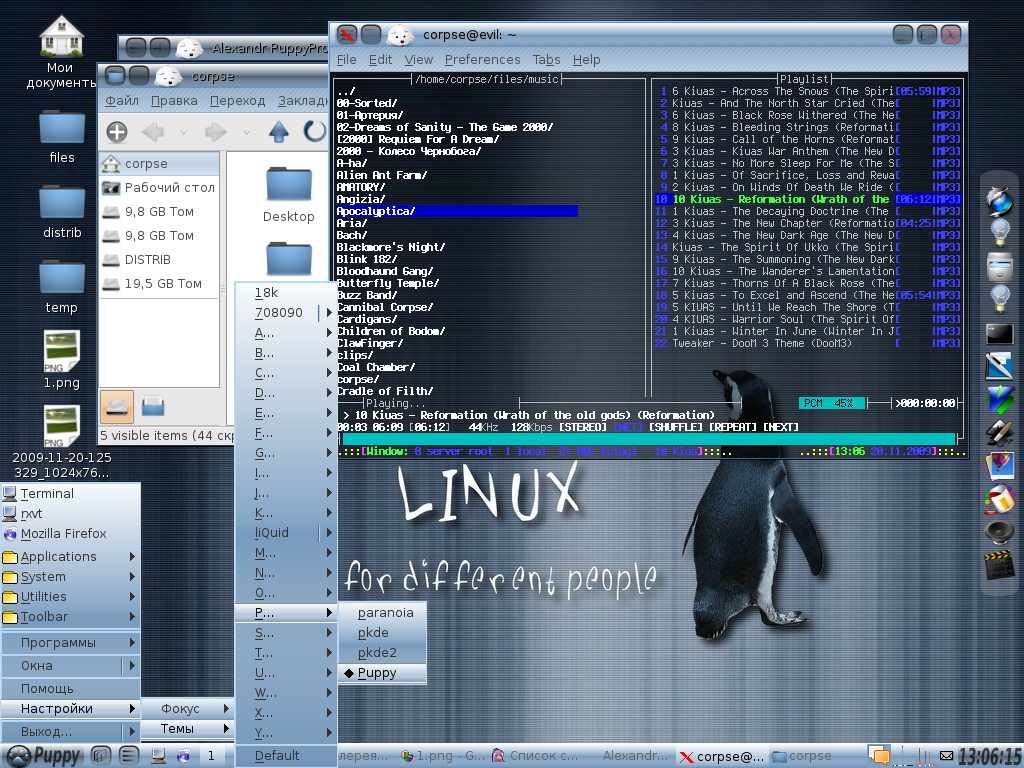 Мои
документы
files
distrib
temp
1.png
2009-11-20-125
329_1024x76...
Alexandr PuppyPro
corpse
Файл Правка Переход Закладк
corpse
Рабочий стол
9,8 GB Том
9,8 GB Том
DISTRIB
19,5 GB Том
Desktop
5 visible items (44 скр
corpse@evil: ~
File Edit View Preferences Tabs Help
/home/corpse/files/music
../
00-Sorted/
01-Артерия/
02-Dreams of Sanity - The Game 2000/
[2000] Requiem For A Dream/
2000 - Колесо Чернобога/
A-ha/
Alien Ant Farm/
AMATORY/
Angizia/
Apocalyptica/
Aria/
Bach/
Blackmore's Night/
Blink 182/
Bloodhound Gang/
Butterfly Temple/
Buzz Band/
Cannibal Corpse/
Cardigans/
Children of Bodom/
ClawFinger/
clips/
Coal Chamber/
corpse/
Cradle of Filth/
Playlist
1 6 Kiuas - Across The Snows (The Spiri[05:59|MP3]
2 Kiuas - And The North Star Cried (The[ |MP3]
3 6 Kiuas - Black Rose Withered (The Ne[ |MP3]
4 8 Kiuas - Bleeding Strings (Reformati[ |MP3]
5 9 Kiuas - Call of the Horns (Reformat[ |MP3]
6 3 Kiuas - Kiuas War Anthem (The New D[ |MP3]
7 3 Kiuas - No More Sleep For Me (The S[ |MP3]
8 1 Kiuas - Of Sacrifice, Loss and Rewa[ |MP3]
9 2 Kiuas - On Winds Of Death We Ride ([ |MP3]
10 10 Kiuas - Reformation (Wrath of the [06:12|MP3]
11 1 Kiuas - The Decaying Doctrine (The [ |MP3]
12 3 Kiuas - The New Chapter (Reformatio[04:25|MP3]
13 4 Kiuas - The New Dark Age (The New D[ |MP3]
14 Kiuas - The Spirit Of Ukko (The Spiri[ |MP3]
15 9 Kiuas - The Summoning (The New Dark[ |MP3]
16 10 Kiuas - The Wanderer's Lamentation[ |MP3]
17 7 Kiuas - Thorns Of A Black Rose (The[ |MP3]
18 5 Kiuas - To Excel and Ascend (The Ne[05:54|MP3]
19 5 KIUAS - Until We Reach The Shore (T[ |MP3]
20 4 KIUAS - Warrior Soul (The Spirit Of[ |MP3]
21 1 Kiuas - Winter In June (Winter In J[ |MP3]
22 Tweaker - DooM 3 Theme (DooM3) [ |MP3]
Playing...
PCM 45% >000:00:00
> 10 Kiuas - Reformation (Wrath of the old gods) (Reformation)
00:03 06:09 [06:12] 44KHz 128Kbps [STEREO] [NET] [SHUFFLE] [REPEAT] [NEXT]
.:::[Window: 0 server root 1 local 2* MOC (play) 10 Kiua]:::.. ..:::[13:06 20.11.2009]:::..
LINUX
for different people
Terminal
rxvt
Mozilla Firefox
Applications
System
Utilities
Toolbar
Программы
Окна
Помощь
Настройки
Выход...
Фокус
Темы
18k
708090
A...
B...
C...
D...
E...
F...
G...
I...
J...
K...
liQuid
M...
N...
O...
P...
S...
T...
U...
W...
X...
Y...
Default
paranoia
pkde
pkde2
Puppy
Puppy 1 лерея... 1.png - G... Список с... Alexandr... corpse@... corpse 13:06:15